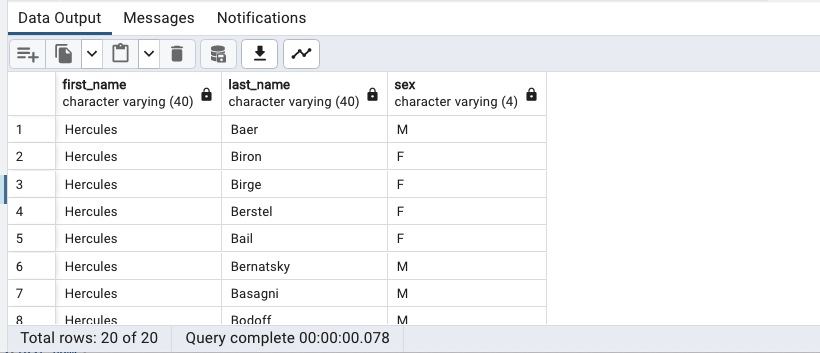 Data Output Messages Notifications
first_name last_name sex
character varying (40) character varying (40) character varying (4)
1 Hercules Baer M
2 Hercules Biron F
3 Hercules Birge F
4 Hercules Berstel F
5 Hercules Bail F
6 Hercules Bernatsky M
7 Hercules Basagni M
8 Hercules Bodoff M
Total rows: 20 of 20 Query complete 00:00:00.078